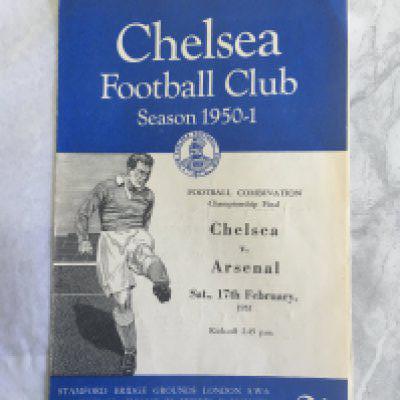 Chelsea
Football Club
Season 1950-1
FOOTBALL COMBINATION
Championship Final
Chelsea
v.
Arsenal
Sat., 17th February,
1951
Kick-off 2.45 p.m.
STAMFORD BRIDGE GROUNDS LONDON S.W.6